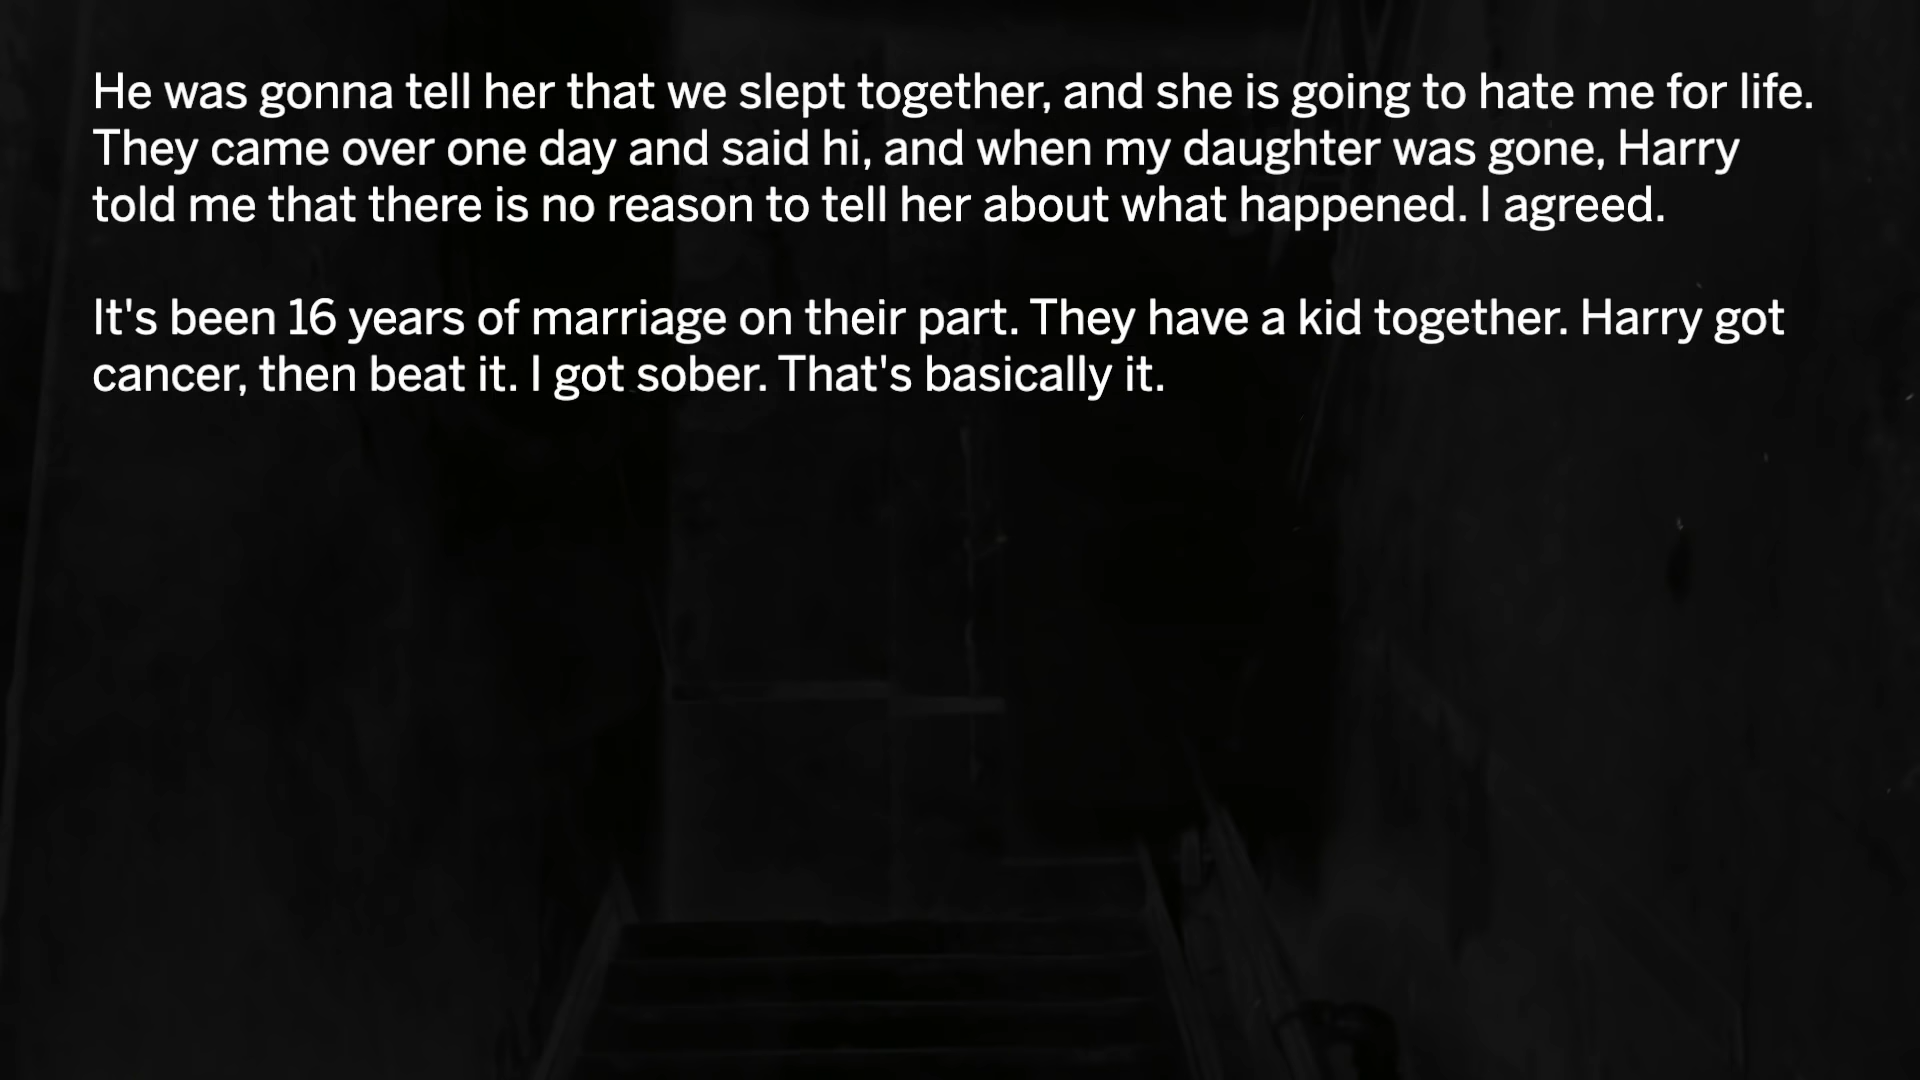 He was gonna tell her that we slept together, and she is going to hate me for life.
They came over one day and said hi, and when my daughter was gone, Harry
told me that there is no reason to tell her about what happened. I agreed.
It's been 16 years of marriage on their part. They have a kid together. Harry got
cancer, then beat it. I got sober. That's basically it.